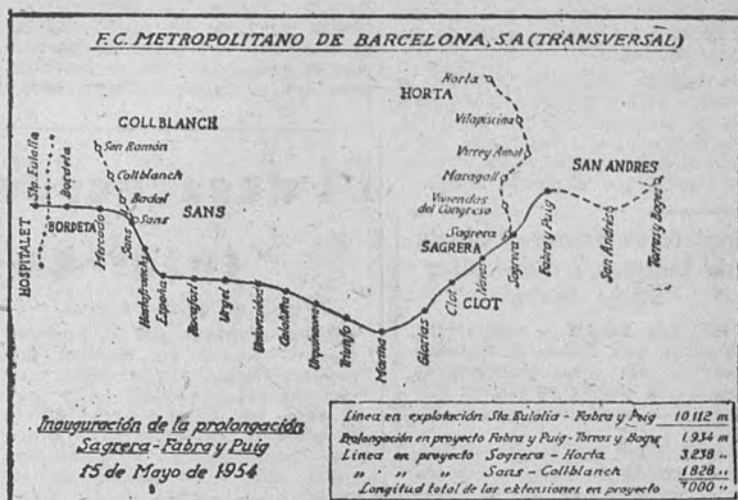 F.C. METROPOLITANO DE BARCELONA, S.A (TRANSVERSAL)
Horta
HORTA
Vilapiscina
Virrey Amat
Maragall
Viviendas
del Congreso
Sagrera
SAGRERA
SAN ANDRES
COLLBLANCH
San Ramón
Collblanch
Badal
Sans
SANS
HOSPITALET
Sta. Eulalia
Bordeta
BORDETA
Mercado
Sans
Hostafranchs
España
Rocafort
Urgel
Universidad
Cataluña
Urquinaona
Triunfo
Marina
Glorias
Clot
CLOT
Navas
Sagrera
Fabra y Puig
San Andrés
Torras y Bages
Inauguración de la prolongación
Sagrera - Fabra y Puig
15 de Mayo de 1954
Línea en explotación Sta. Eulalia - Fabra y Puig 10.112 m
Prolongación en proyecto Fabra y Puig - Torras y Bages 1.934 m
Línea en proyecto Sagrera - Horta 3.238 "
" " " Sans - Collblanch 1.828 "
Longitud total de las extensiones en proyecto 7.000 "